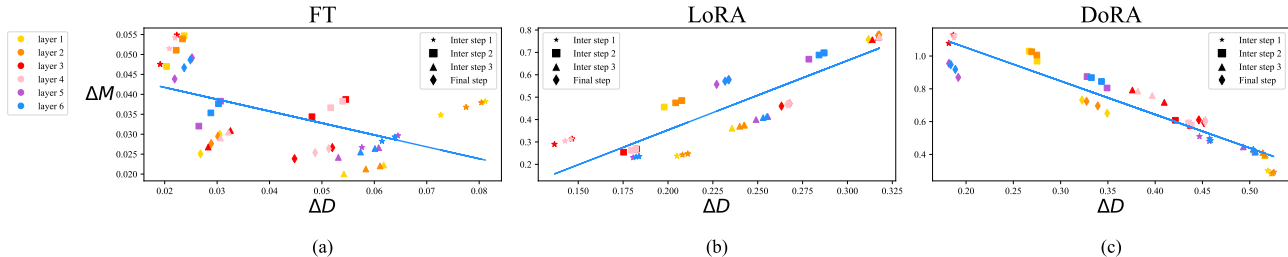 FT
LoRA
DoRA
layer 1
layer 2
layer 3
layer 4
layer 5
layer 6
ΔM
0.055
0.050
0.045
0.040
0.035
0.030
0.025
0.020
Inter step 1
Inter step 2
Inter step 3
Final step
0.02
0.03
0.04
0.05
0.06
0.07
0.08
ΔD
(a)
0.8
0.7
0.6
0.5
0.4
0.3
0.2
Inter step 1
Inter step 2
Inter step 3
Final step
0.150
0.175
0.200
0.225
0.250
0.275
0.300
0.325
ΔD
(b)
1.0
0.8
0.6
0.4
Inter step 1
Inter step 2
Inter step 3
Final step
0.20
0.25
0.30
0.35
0.40
0.45
0.50
ΔD
(c)